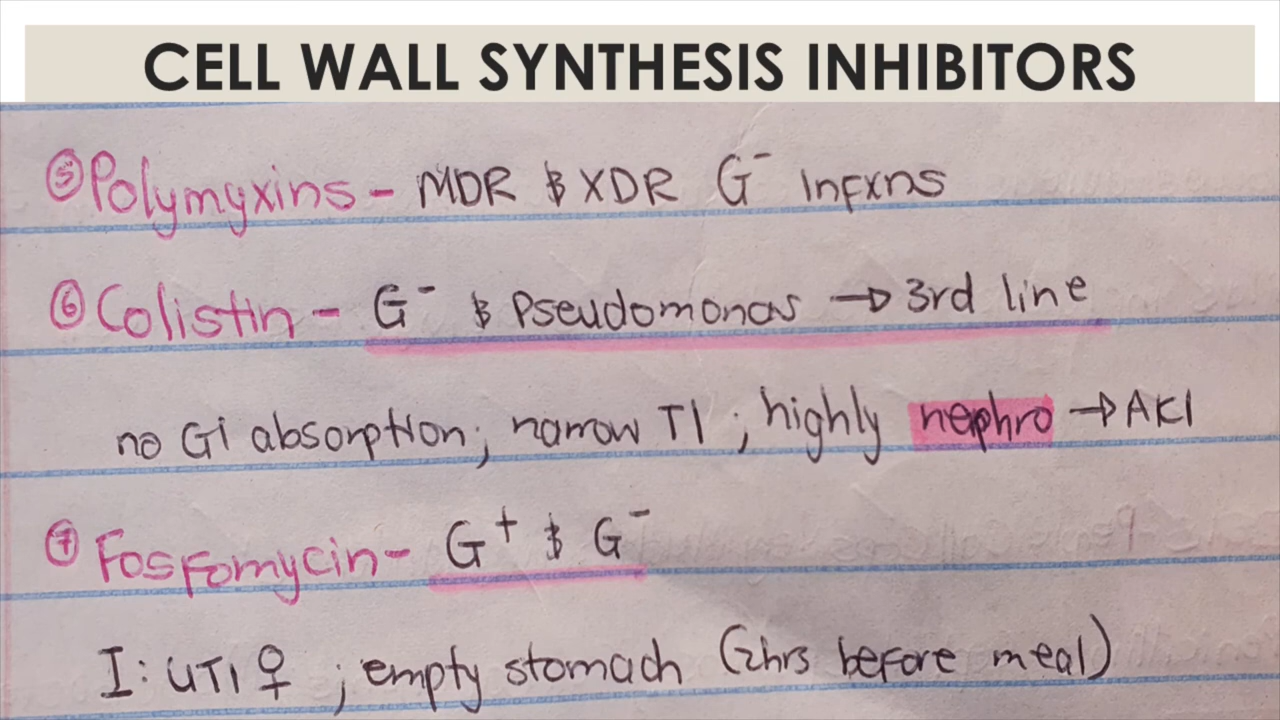 CELL WALL SYNTHESIS INHIBITORS
⑤ Polymyxins - MDR & XDR G⁻ Infxns
⑥ Colistin - G⁻ & Pseudomonas → 3rd line
no GI absorption; narrow TI ; highly nephro → AKI
⑦ Fosfomycin - G⁺ & G⁻
I: UTI ♀ ; empty stomach (2hrs before meal)